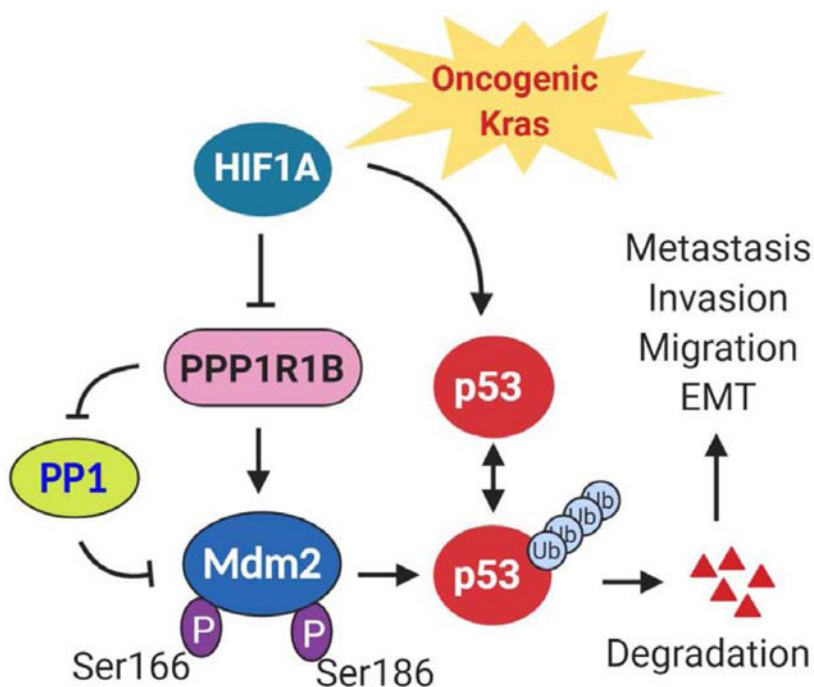 Oncogenic
Kras
HIF1A
Metastasis
Invasion
Migration
EMT
PPP1R1B
p53
PP1
Mdm2
p53
Ub
Ub
Ub
Ub
P
P
Ser166
Ser186
Degradation